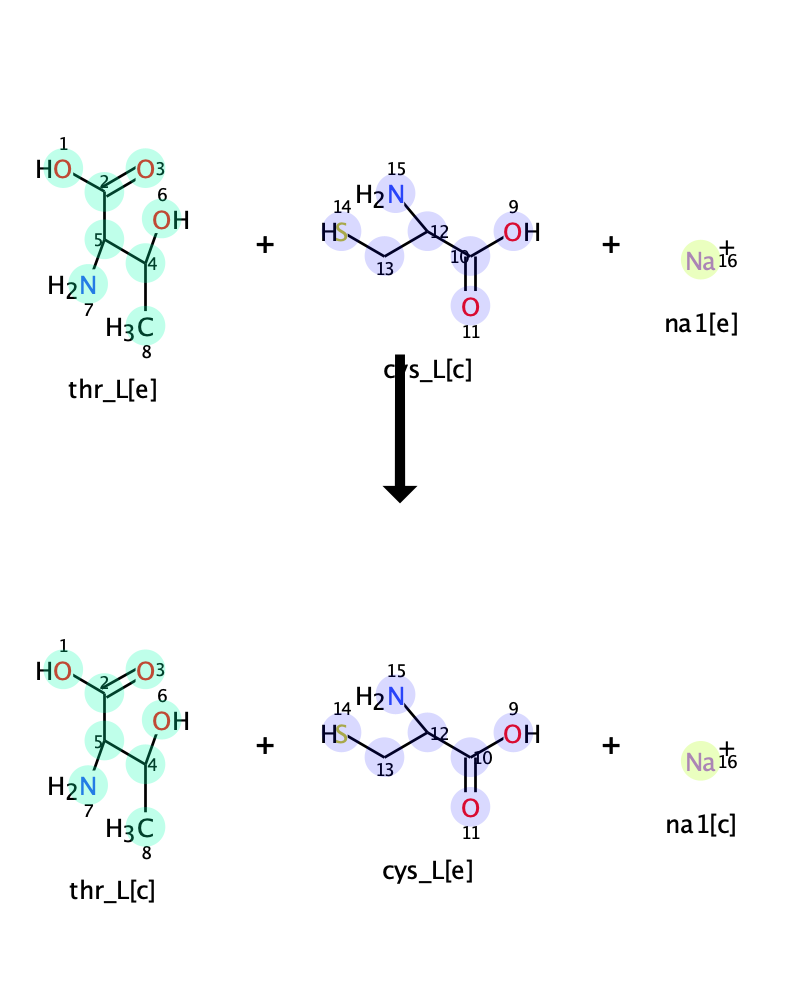 1
HO
2
O 3
6
OH
5
4
H2N
7
H3C
8
thr_L[e]
+
15
H2N
14
HS
12
13
10
9
OH
O
11
cys_L[c]
+
Na+
16
na1[e]
1
HO
2
O 3
6
OH
5
4
H2N
7
H3C
8
thr_L[c]
+
15
H2N
14
HS
12
13
10
9
OH
O
11
cys_L[e]
+
Na+
16
na1[c]